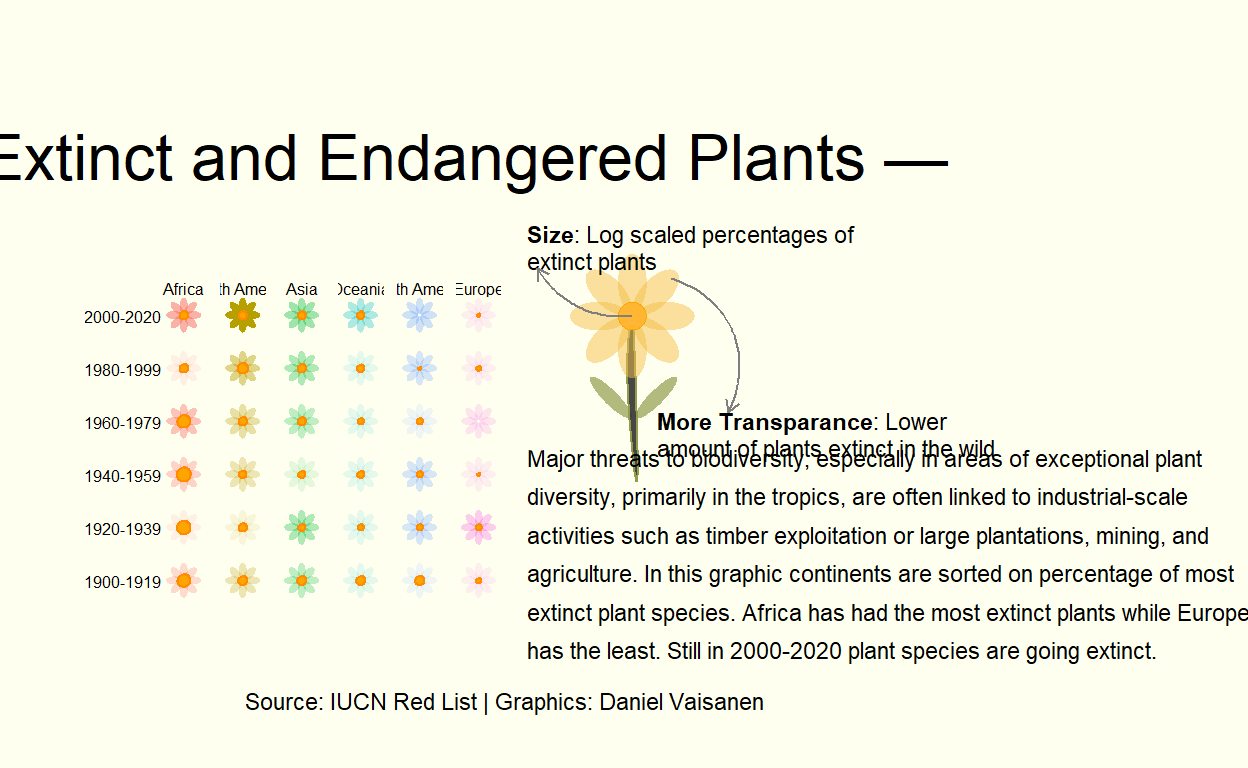 Extinct and Endangered Plants —
Size: Log scaled percentages of
extinct plants
Africa th Ame Asia Oceania th Ame Europe
2000-2020
1980-1999
1960-1979
1940-1959
1920-1939
1900-1919
More Transparance: Lower
amount of plants extinct in the wild
Major threats to biodiversity, especially in areas of exceptional plant
diversity, primarily in the tropics, are often linked to industrial-scale
activities such as timber exploitation or large plantations, mining, and
agriculture. In this graphic continents are sorted on percentage of most
extinct plant species. Africa has had the most extinct plants while Europe
has the least. Still in 2000-2020 plant species are going extinct.
Source: IUCN Red List | Graphics: Daniel Vaisanen